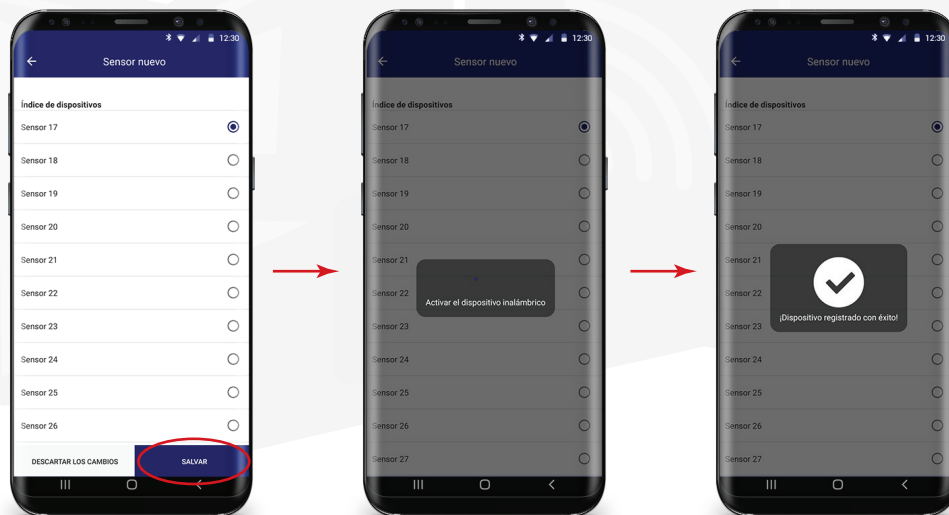 12:30
Sensor nuevo
Índice de dispositivos
Sensor 17
Sensor 18
Sensor 19
Sensor 20
Sensor 21
Sensor 22
Sensor 23
Sensor 24
Sensor 25
Sensor 26
DESCARTAR LOS CAMBIOS
SALVAR
12:30
Sensor nuevo
Índice de dispositivos
Sensor 17
Sensor 18
Sensor 19
Sensor 20
Sensor 21
Sensor 22
Activar el dispositivo inalámbrico
Sensor 23
Sensor 24
Sensor 25
Sensor 26
Sensor 27
12:30
Sensor nuevo
Índice de dispositivos
Sensor 17
Sensor 18
Sensor 19
Sensor 20
Sensor 21
Sensor 22
¡Dispositivo registrado con éxito!
Sensor 23
Sensor 24
Sensor 25
Sensor 26
Sensor 27